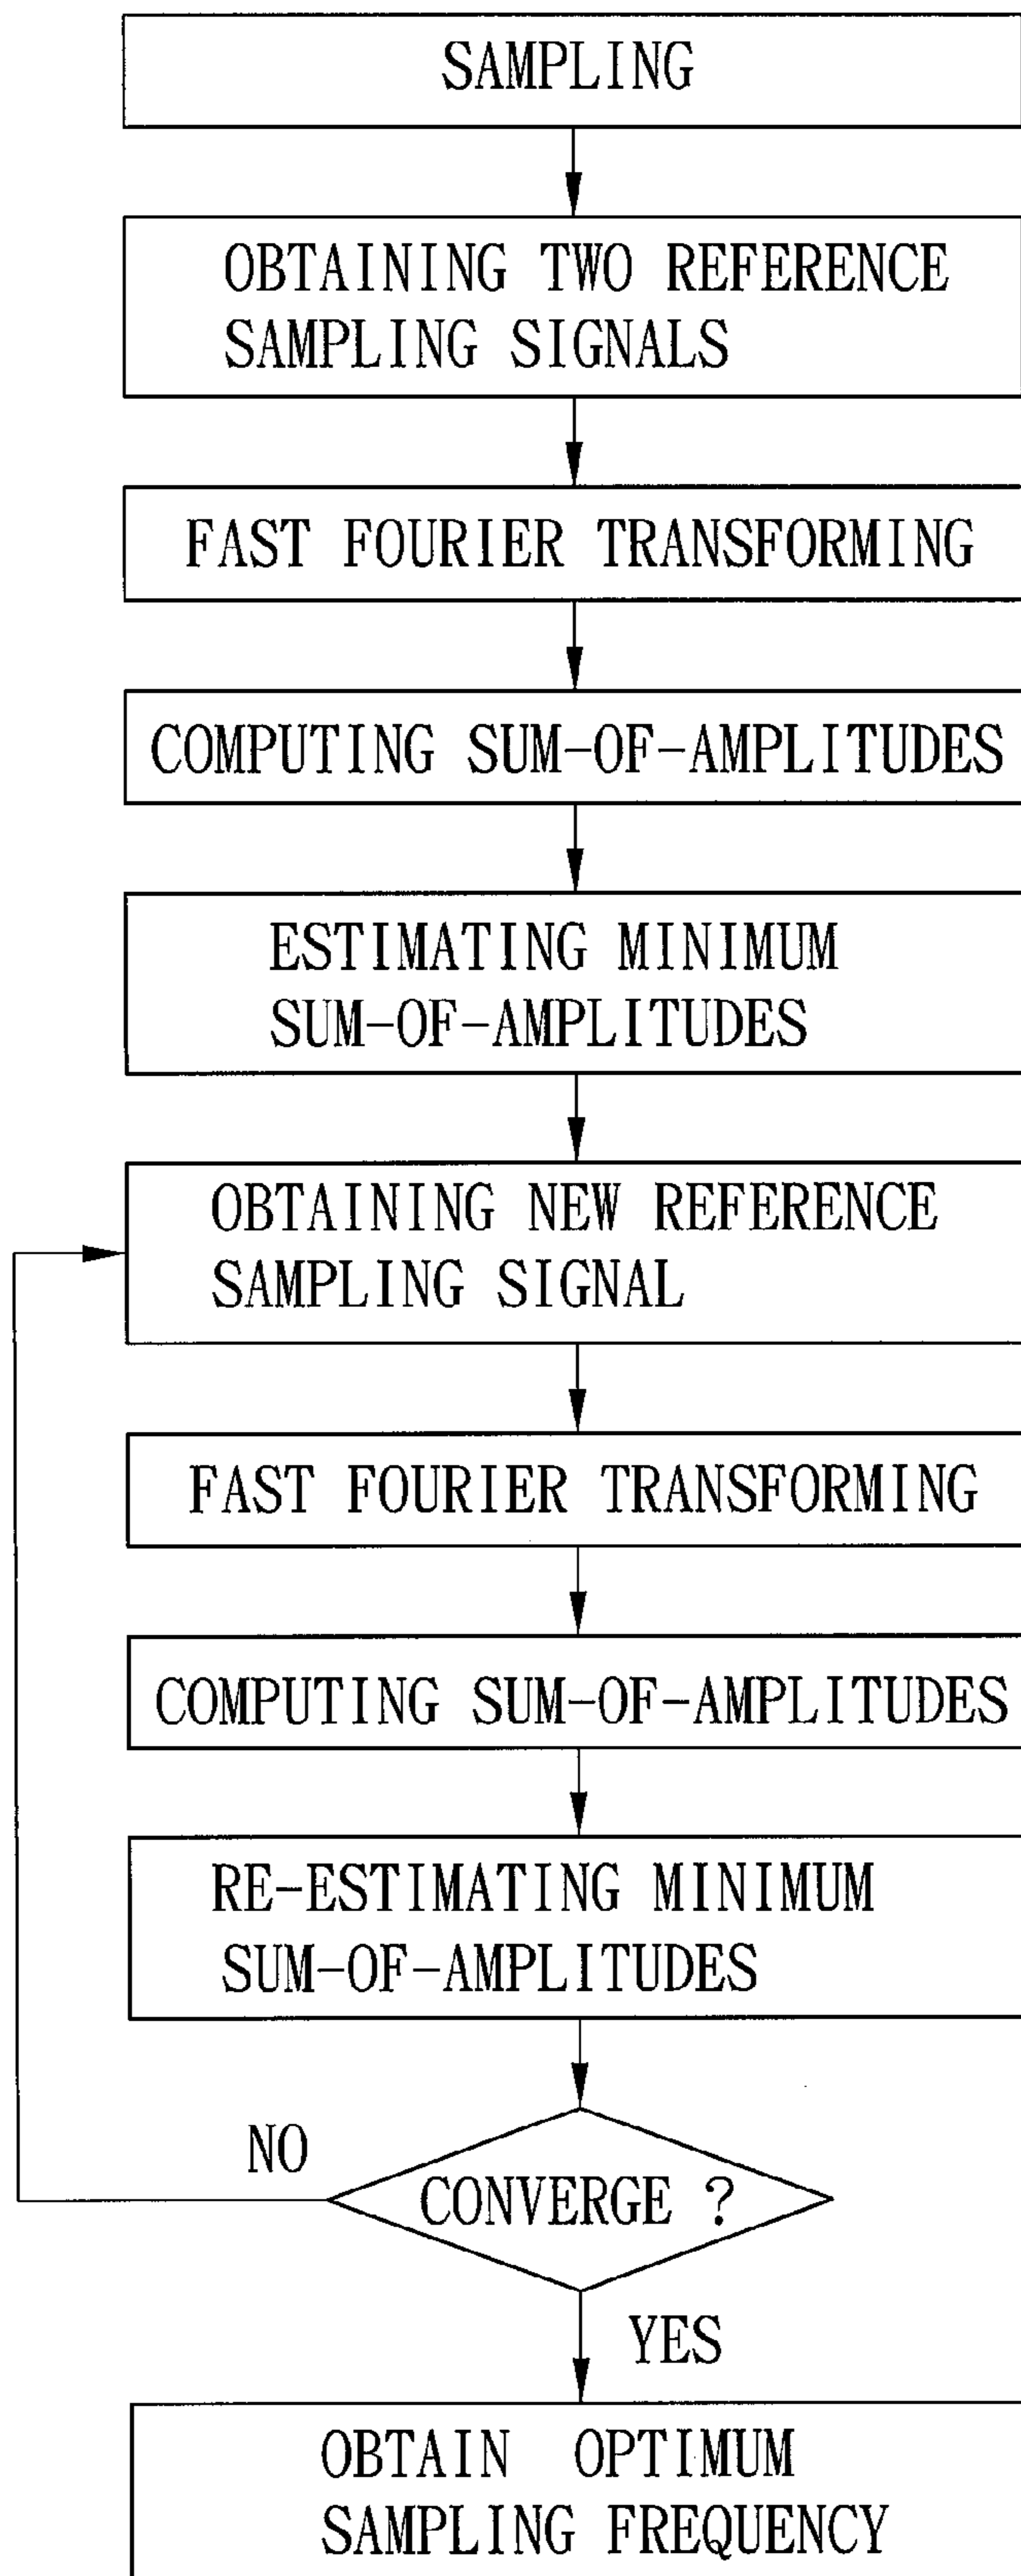 SAMPLING
OBTAINING TWO REFERENCE
SAMPLING SIGNALS
FAST FOURIER TRANSFORMING
COMPUTING SUM-OF-AMPLITUDES
ESTIMATING MINIMUM
SUM-OF-AMPLITUDES
OBTAINING NEW REFERENCE
SAMPLING SIGNAL
FAST FOURIER TRANSFORMING
COMPUTING SUM-OF-AMPLITUDES
RE-ESTIMATING MINIMUM
SUM-OF-AMPLITUDES
NO
CONVERGE ?
YES
OBTAIN OPTIMUM
SAMPLING FREQUENCY